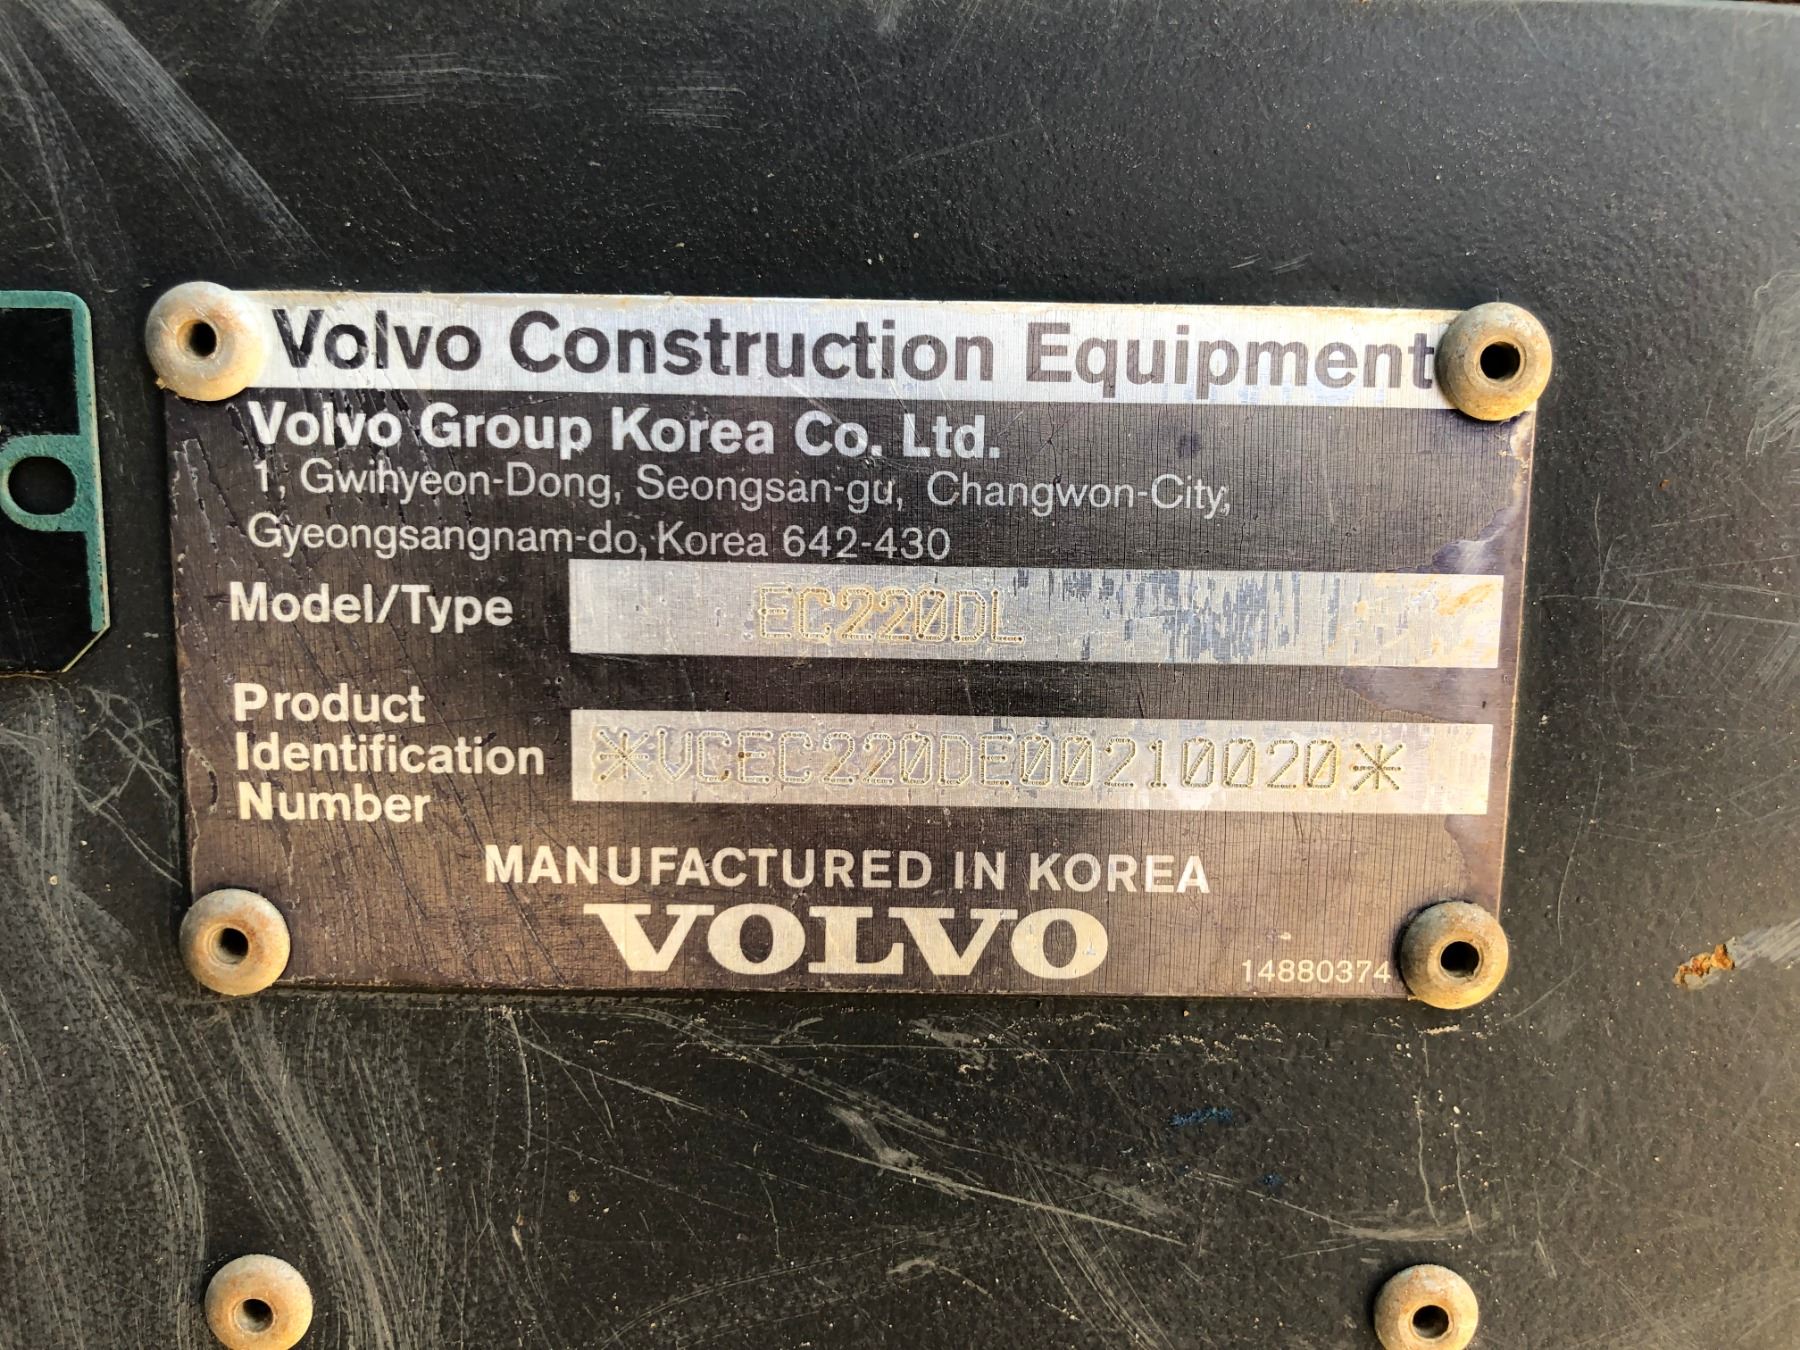 Volvo Construction Equipment
Volvo Group Korea Co. Ltd.
1, Gwihyeon-Dong, Seongsan-gu, Changwon-City,
Gyeongsangnam-do, Korea 642-430
Model/Type EC220DL
Product
Identification
Number
*VCEC220DE00210020*
MANUFACTURED IN KOREA
VOLVO
14880374